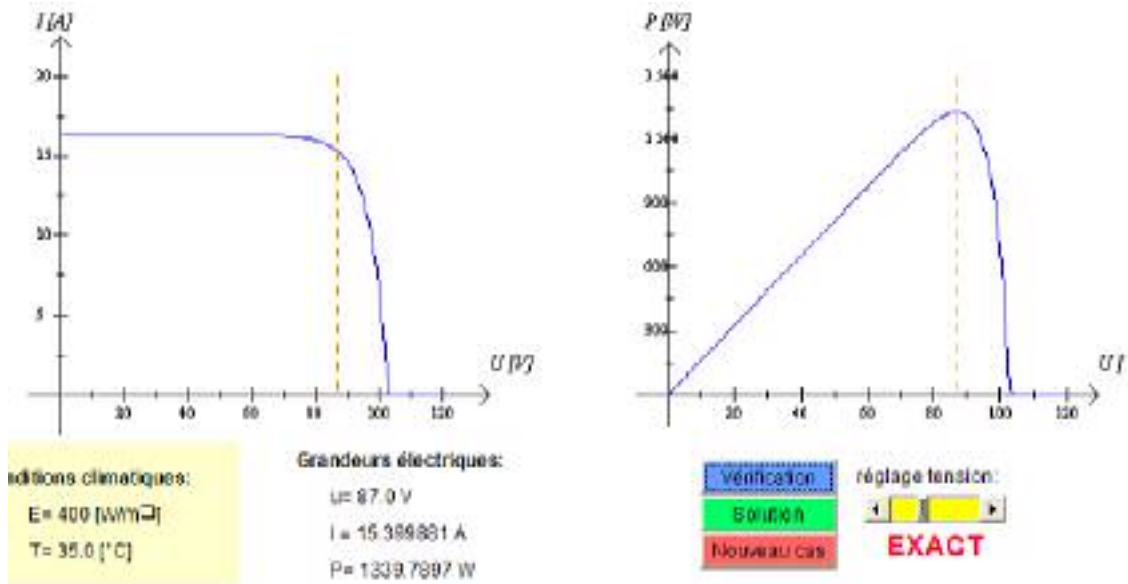 I [A]
20
15
10
5
U [V]
20 40 60 80 100 120
P [W]
1 500
1 200
900
600
300
U [
20 40 60 80 100 120
nditions climatiques:
E= 400 [W/m□]
T= 35.0 [°C]
Grandeurs électriques:
u= 87.0 V
I = 15.399881 A
P= 1339.7897 W
Vérification
Solution
Nouveau cas
réglage tension:
EXACT